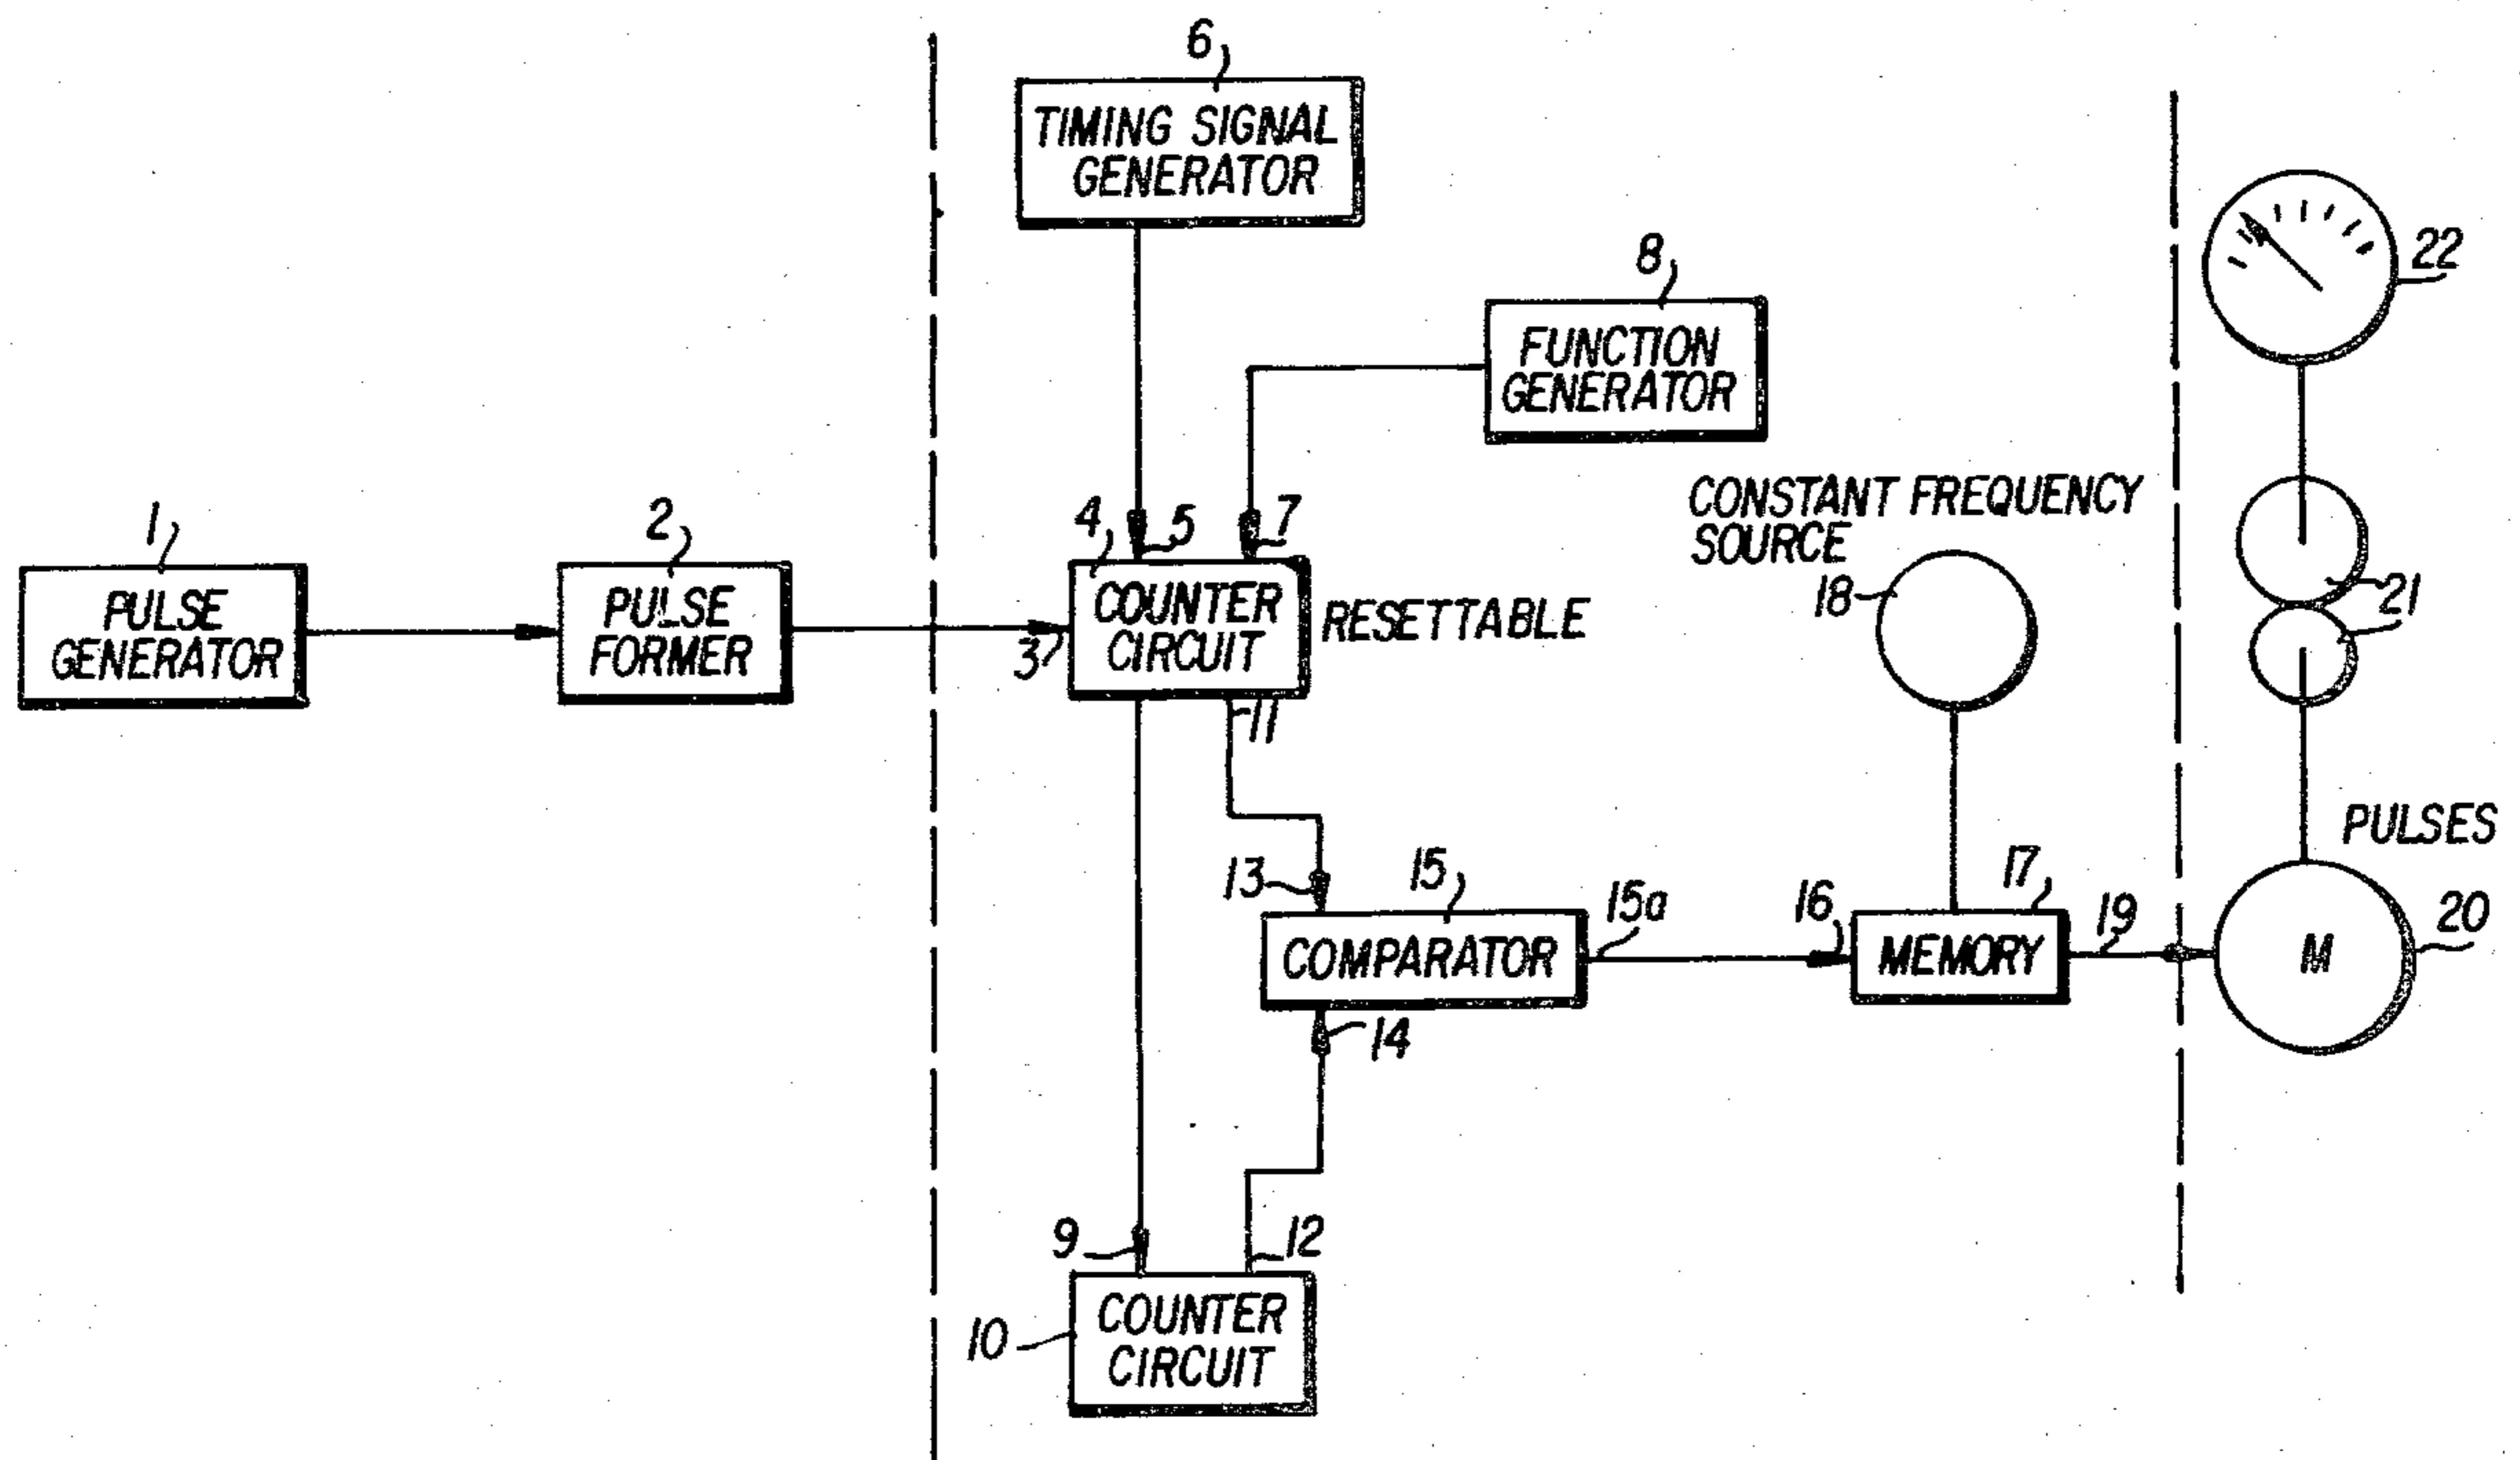 6
TIMING SIGNAL
GENERATOR
22
8
FUNCTION
GENERATOR
CONSTANT FREQUENCY
SOURCE
1
2
4
5
7
18
21
PULSE
GENERATOR
PULSE
FORMER
3
COUNTER
CIRCUIT
RESETTABLE
11
PULSES
13
15
15a
16
17
19
20
COMPARATOR
MEMORY
M
14
9
12
10
COUNTER
CIRCUIT